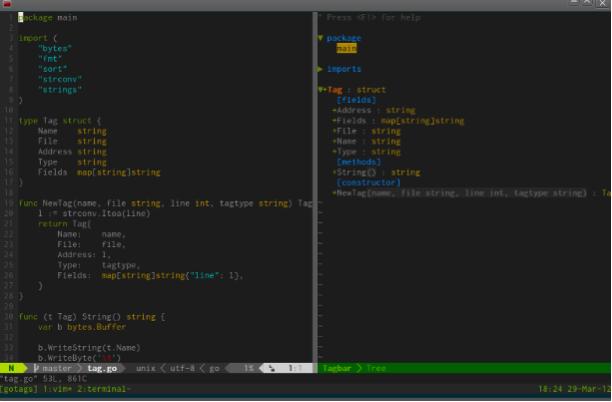 1 package main
2
3 import (
4 "bytes"
5 "fmt"
6 "sort"
7 "strconv"
8 "strings"
9 )
10
11 type Tag struct {
12 Name string
13 File string
14 Address string
15 Type string
16 Fields map[string]string
17 }
18
19 func NewTag(name, file string, line int, tagtype string) Tag
20 l := strconv.Itoa(line)
21 return Tag{
22 Name: name,
23 File: file,
24 Address: l,
25 Type: tagtype,
26 Fields: map[string]string{"line": l},
27 }
28 }
29
30 func (t Tag) String() string {
31 var b bytes.Buffer
32
33 b.WriteString(t.Name)
34 b.WriteByte('\t')
" Press <F1> for help
▼ package
main
▶ imports
▼+Tag : struct
[fields]
+Address : string
+Fields : map[string]string
+File : string
+Name : string
+Type : string
[methods]
+String() : string
[constructor]
+NewTag(name, file string, line int, tagtype string) : Ta
N master tag.go unix utf-8 go 1% 1:1
Tagbar Tree
"tag.go" 53L, 861C
[gotags] 1:vim* 2:terminal- 18:24 29-Mar-12